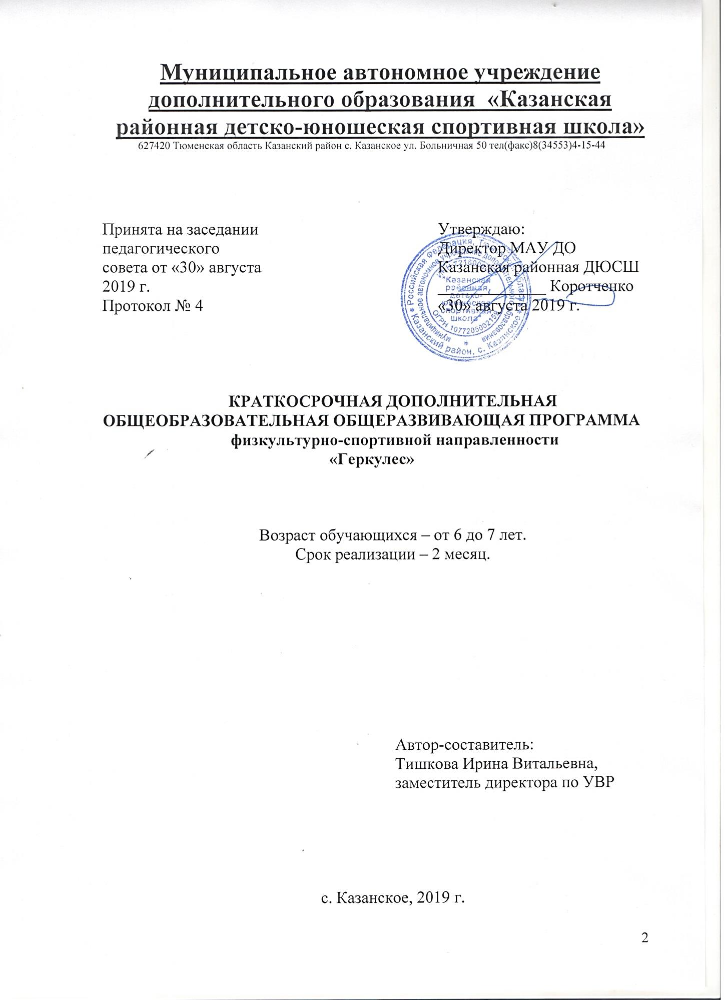 Муниципальное автономное учреждение
дополнительного образования «Казанская
районная детско-юношеская спортивная школа»
627420 Тюменская область Казанский район с. Казанское ул. Больничная 50 тел(факс)8(34553)4-15-44
Принята на заседании
педагогического
совета от «30» августа
2019 г.
Протокол № 4
Утверждаю:
Директор МАУ ДО
Казанская районная ДЮСШ
_____________ Коротченко
«30» августа 2019 г.
* Российская Федерация, * Казанский район, с. Казанское
муниципальное автономное учреждение дополнительного образования *
"Казанская
районная
детско-
юношеская
спортивная
школа"
ОГРН 1077205002159
КРАТКОСРОЧНАЯ ДОПОЛНИТЕЛЬНАЯ
ОБЩЕОБРАЗОВАТЕЛЬНАЯ ОБЩЕРАЗВИВАЮЩАЯ ПРОГРАММА
физкультурно-спортивной направленности
«Геркулес»
Возраст обучающихся – от 6 до 7 лет.
Срок реализации – 2 месяц.
Автор-составитель:
Тишкова Ирина Витальевна,
заместитель директора по УВР
с. Казанское, 2019 г.
2